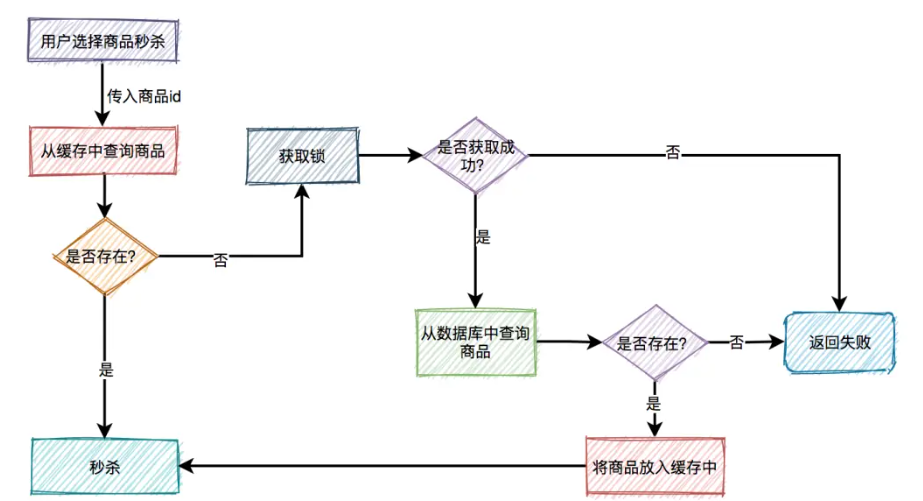 用户选择商品秒杀
传入商品id
从缓存中查询商品
是否存在?
否
是
获取锁
是否获取成
功?
否
是
从数据库中查询
商品
是否存在?
否
返回失败
是
将商品放入缓存中
秒杀